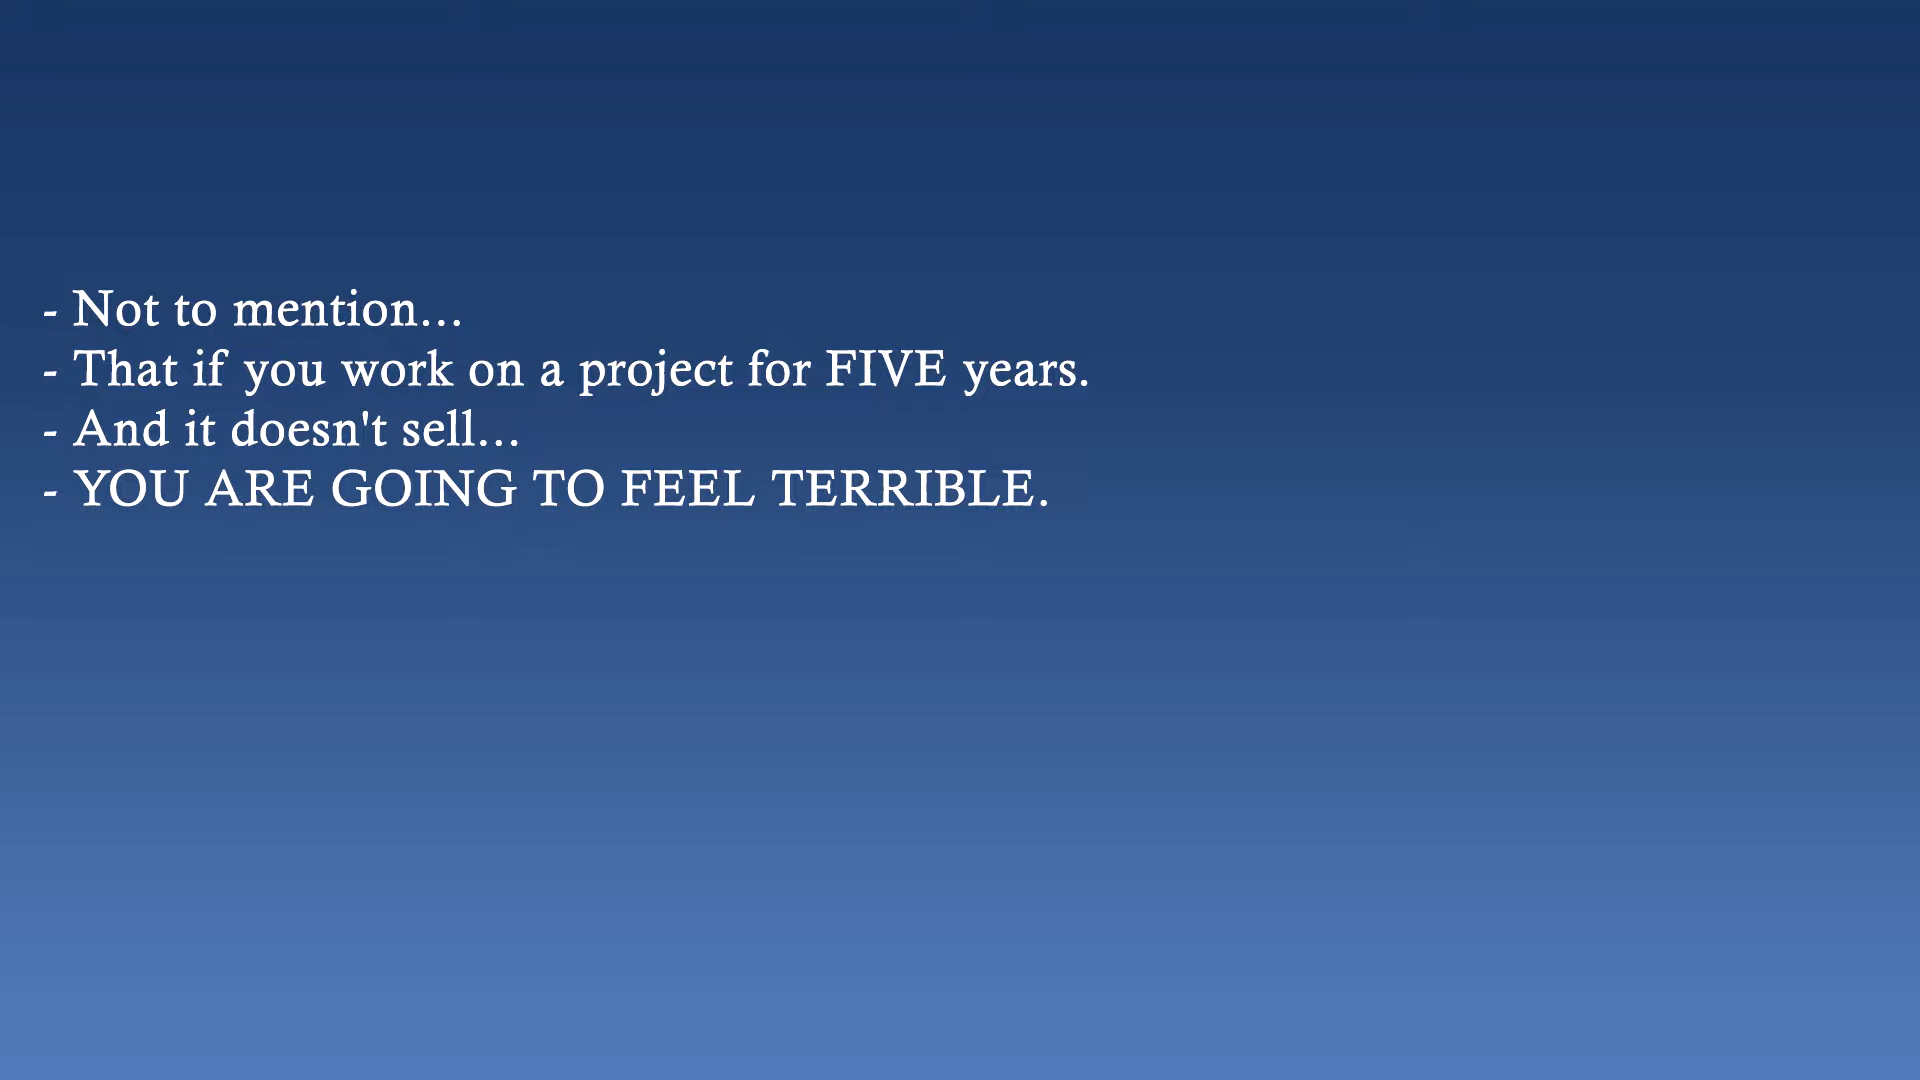 - Not to mention...
- That if you work on a project for FIVE years.
- And it doesn't sell...
- YOU ARE GOING TO FEEL TERRIBLE.